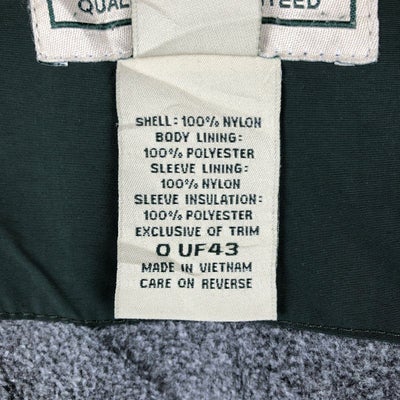 SHELL: 100% NYLON
BODY LINING:
100% POLYESTER
SLEEVE LINING:
100% NYLON
SLEEVE INSULATION:
100% POLYESTER
EXCLUSIVE OF TRIM
0 UF43
MADE IN VIETNAM
CARE ON REVERSE